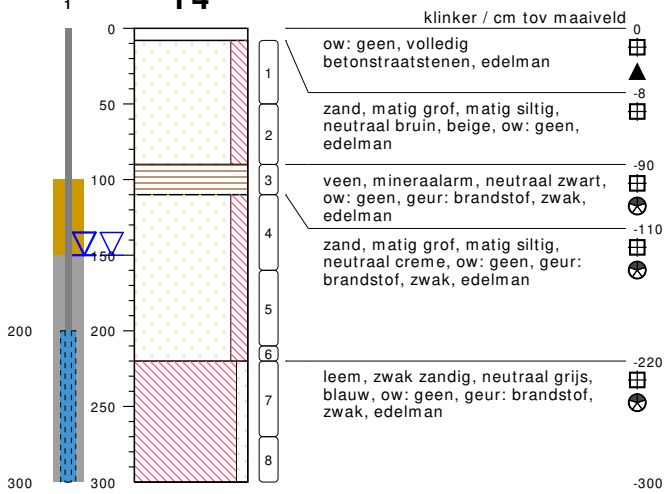 1
klinker / cm tov maaiveld
0
0
ow: geen, volledig
betonstraatstenen, edelman
1
-8
50
zand, matig grof, matig siltig,
neutraal bruin, beige, ow: geen,
edelman
2
-90
100
3
veen, mineraalarm, neutraal zwart,
ow: geen, geur: brandstof, zwak,
edelman
-110
4
zand, matig grof, matig siltig,
neutraal creme, ow: geen, geur:
brandstof, zwak, edelman
150
5
200
200
6
-220
leem, zwak zandig, neutraal grijs,
blauw, ow: geen, geur: brandstof,
zwak, edelman
7
250
8
300
300
-300